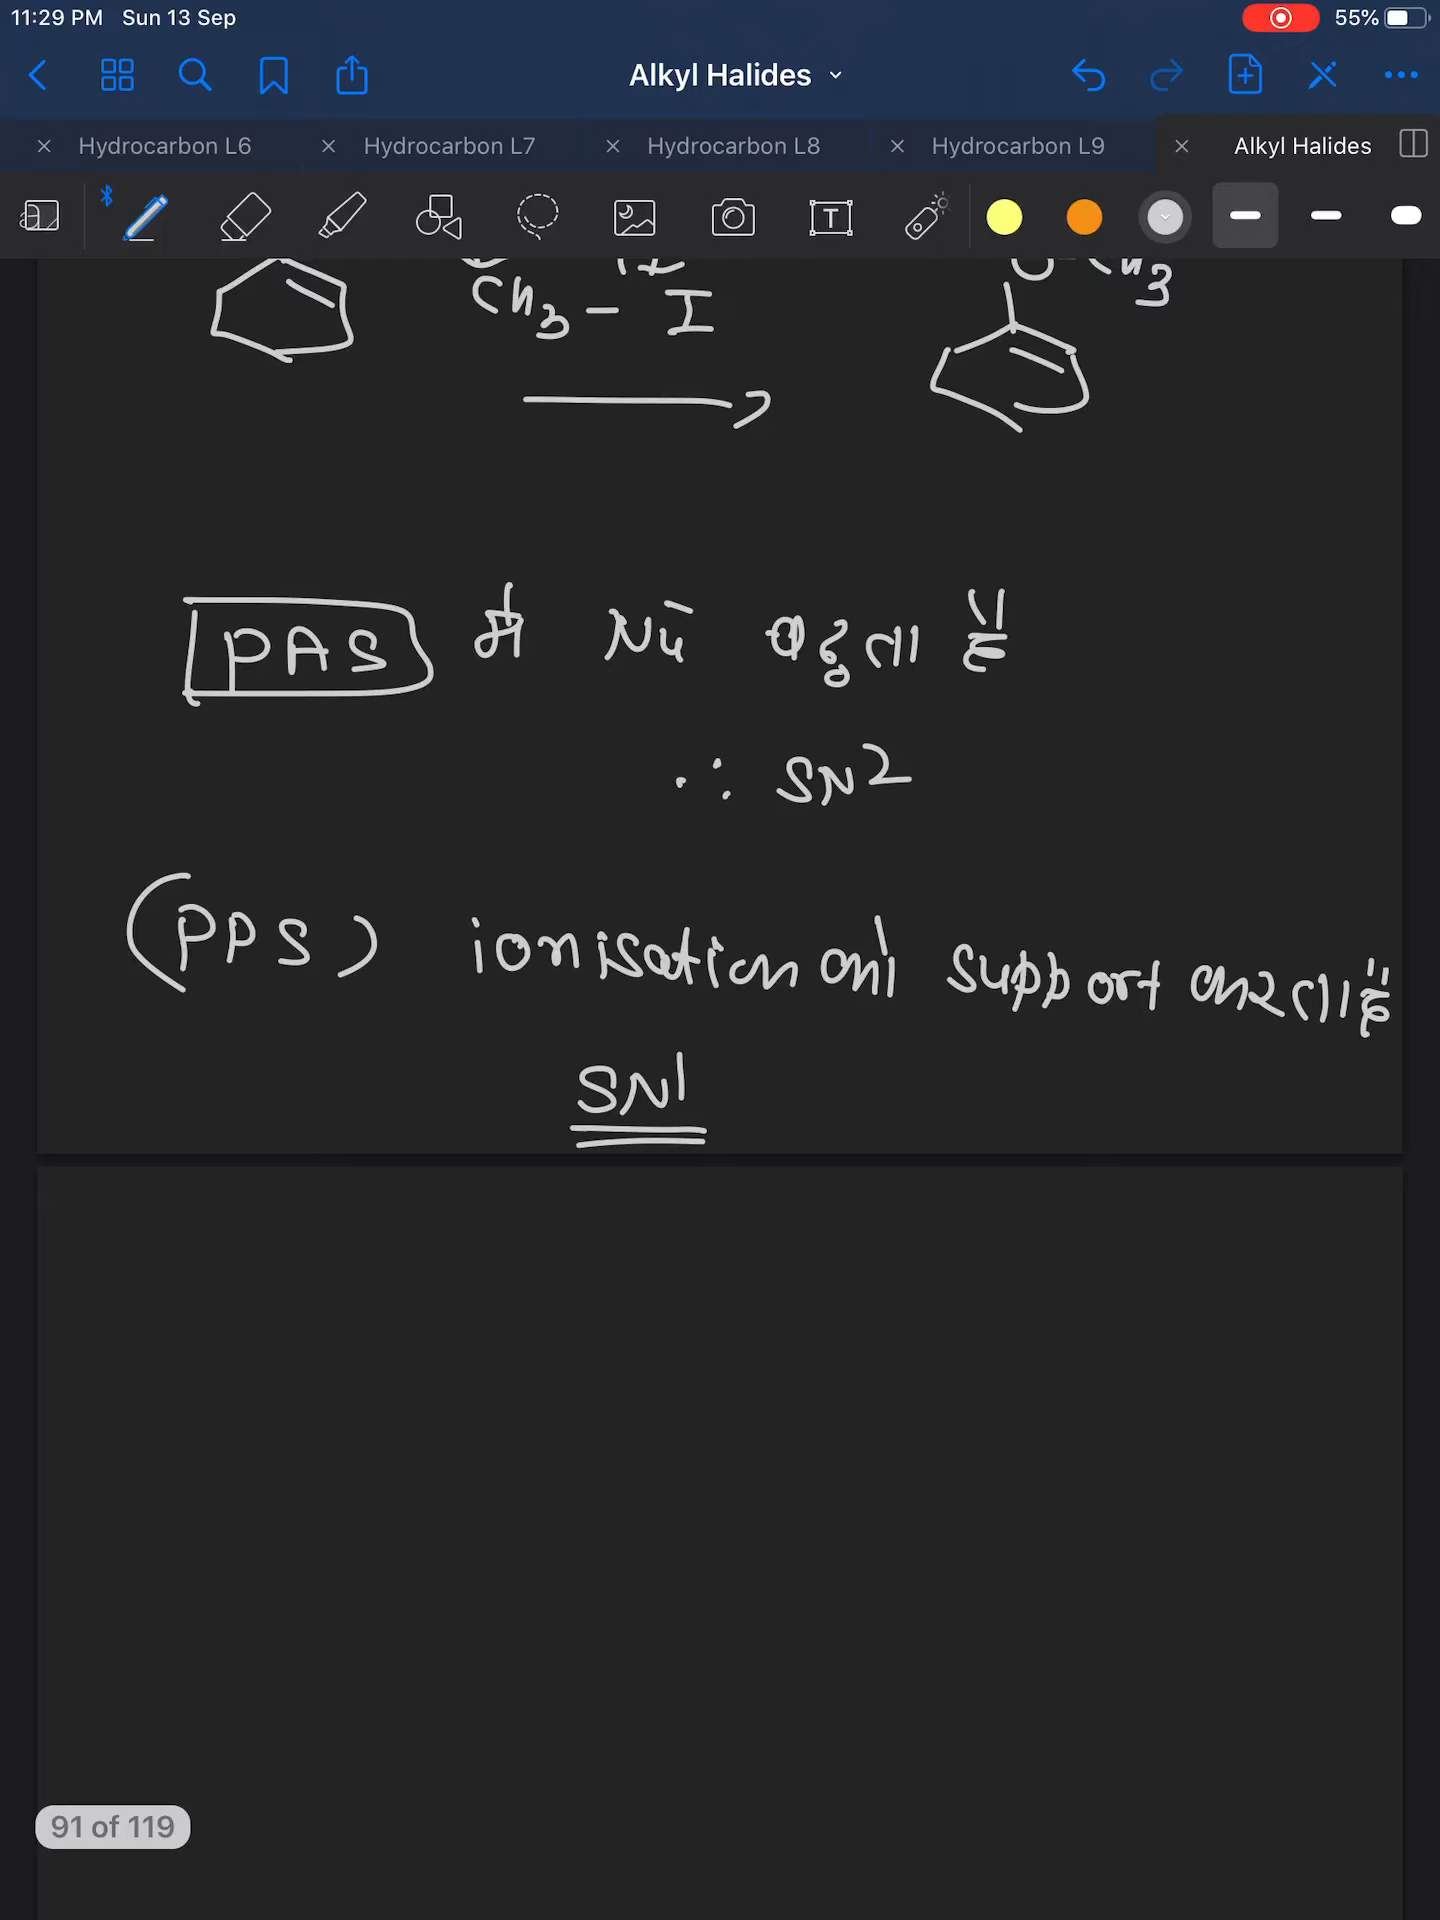 11:29 PM Sun 13 Sep 55%
Alkyl Halides
Hydrocarbon L6 Hydrocarbon L7 Hydrocarbon L8 Hydrocarbon L9 Alkyl Halides
CH3 - I
CH3
PAS में Nu
है
∴ SN2
(PPS) ionisation को support करता है
SN1
91 of 119